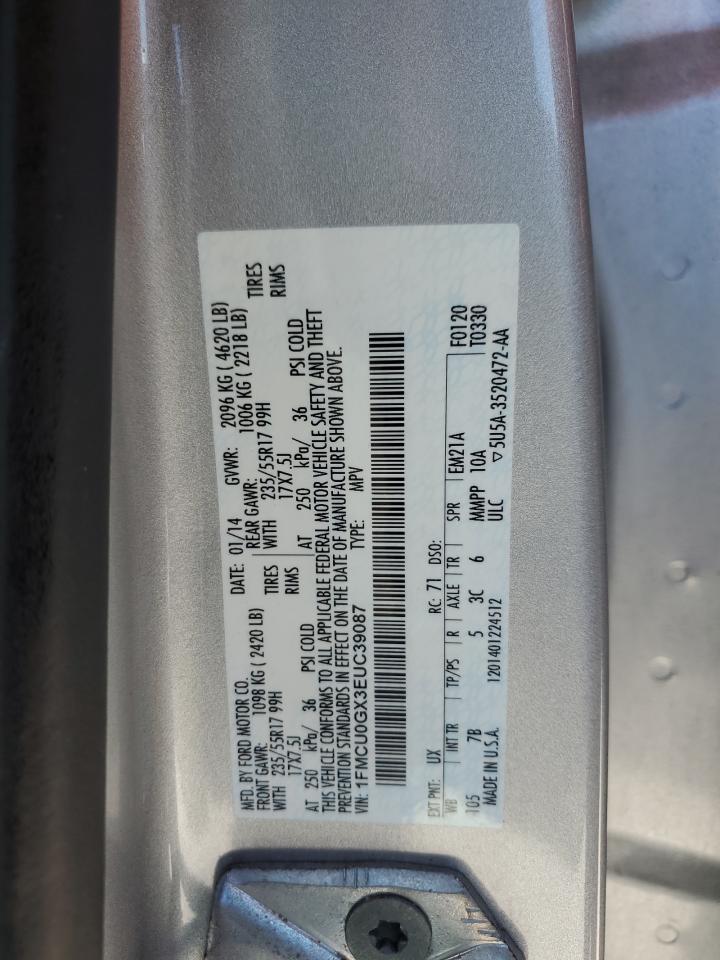 MFD. BY FORD MOTOR CO. DATE: 01/14 GVWR: 2096 KG ( 4620 LB)
FRONT GAWR: 1098 KG ( 2420 LB) REAR GAWR: 1006 KG ( 2218 LB)
WITH 235/55R17 99H TIRES WITH 235/55R17 99H TIRES
17X7.5J RIMS 17X7.5J RIMS
AT 250 kPa/ 36 PSI COLD AT 250 kPa/ 36 PSI COLD
THIS VEHICLE CONFORMS TO ALL APPLICABLE FEDERAL MOTOR VEHICLE SAFETY AND THEFT
PREVENTION STANDARDS IN EFFECT ON THE DATE OF MANUFACTURE SHOWN ABOVE.
VIN: 1FMCU0GX3EUC39087 TYPE: MPV
EXT PNT: UX RC: 71 DSO: F0120
WB INT TR TP/PS R AXLE TR SPR EM21A T0330
105 7B 5 3C 6 MMPP 10A
MADE IN U.S.A. 1201401224512 ULC ▽5U5A-3520472-AA